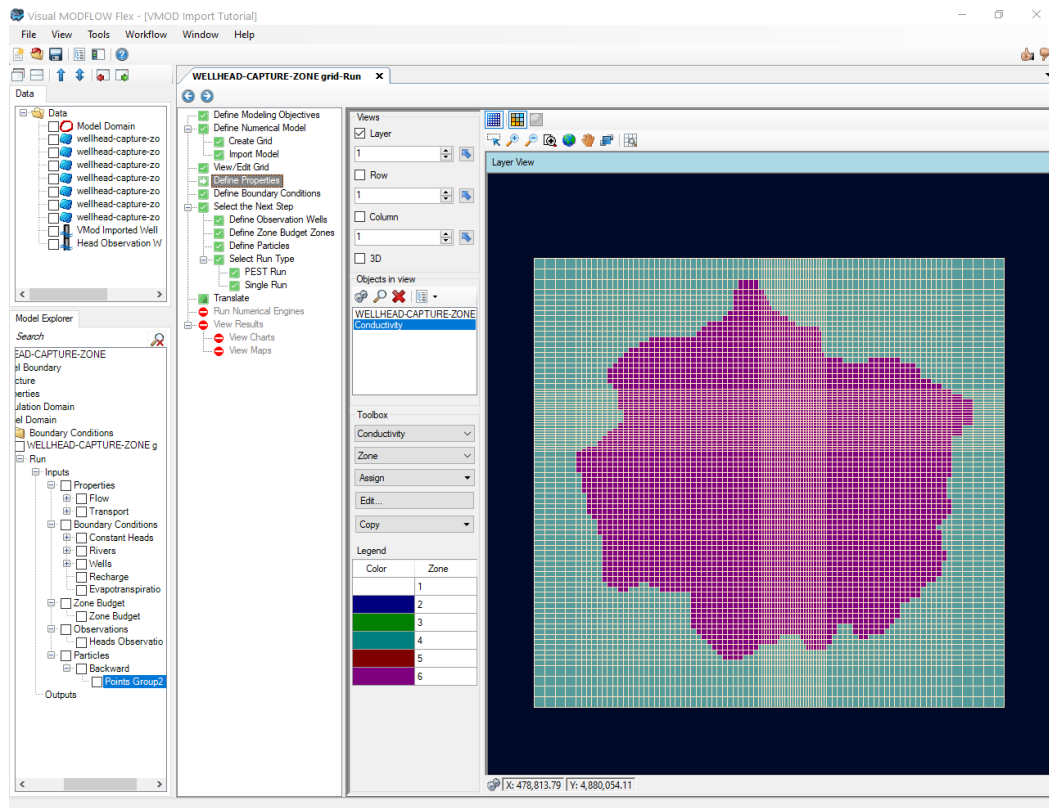 Visual MODFLOW Flex - [VMOD Import Tutorial]
File View Tools Workflow Window Help
Data
Data
Model Domain
wellhead-capture-zo
wellhead-capture-zo
wellhead-capture-zo
wellhead-capture-zo
wellhead-capture-zo
wellhead-capture-zo
wellhead-capture-zo
VMod Imported Well
Head Observation W
Model Explorer
Search
EAD-CAPTURE-ZONE
el Boundary
cture
erties
ulation Domain
el Domain
Boundary Conditions
WELLHEAD-CAPTURE-ZONE g
Run
Inputs
Properties
Flow
Transport
Boundary Conditions
Constant Heads
Rivers
Wells
Recharge
Evapotranspiratio
Zone Budget
Zone Budget
Observations
Heads Observatio
Particles
Backward
Points Group2
Outputs
WELLHEAD-CAPTURE-ZONE grid-Run X
Define Modeling Objectives
Define Numerical Model
Create Grid
Import Model
View/Edit Grid
Define Properties
Define Boundary Conditions
Select the Next Step
Define Observation Wells
Define Zone Budget Zones
Define Particles
Select Run Type
PEST Run
Single Run
Translate
Run Numerical Engines
View Results
View Charts
View Maps
Views
Layer
1
Row
1
Column
1
3D
Objects in view
WELLHEAD-CAPTURE-ZONE
Conductivity
Toolbox
Conductivity
Zone
Assign
Edit...
Copy
Legend
Color Zone
1
2
3
4
5
6
Layer View
X: 478,813.79 Y: 4,880,054.11